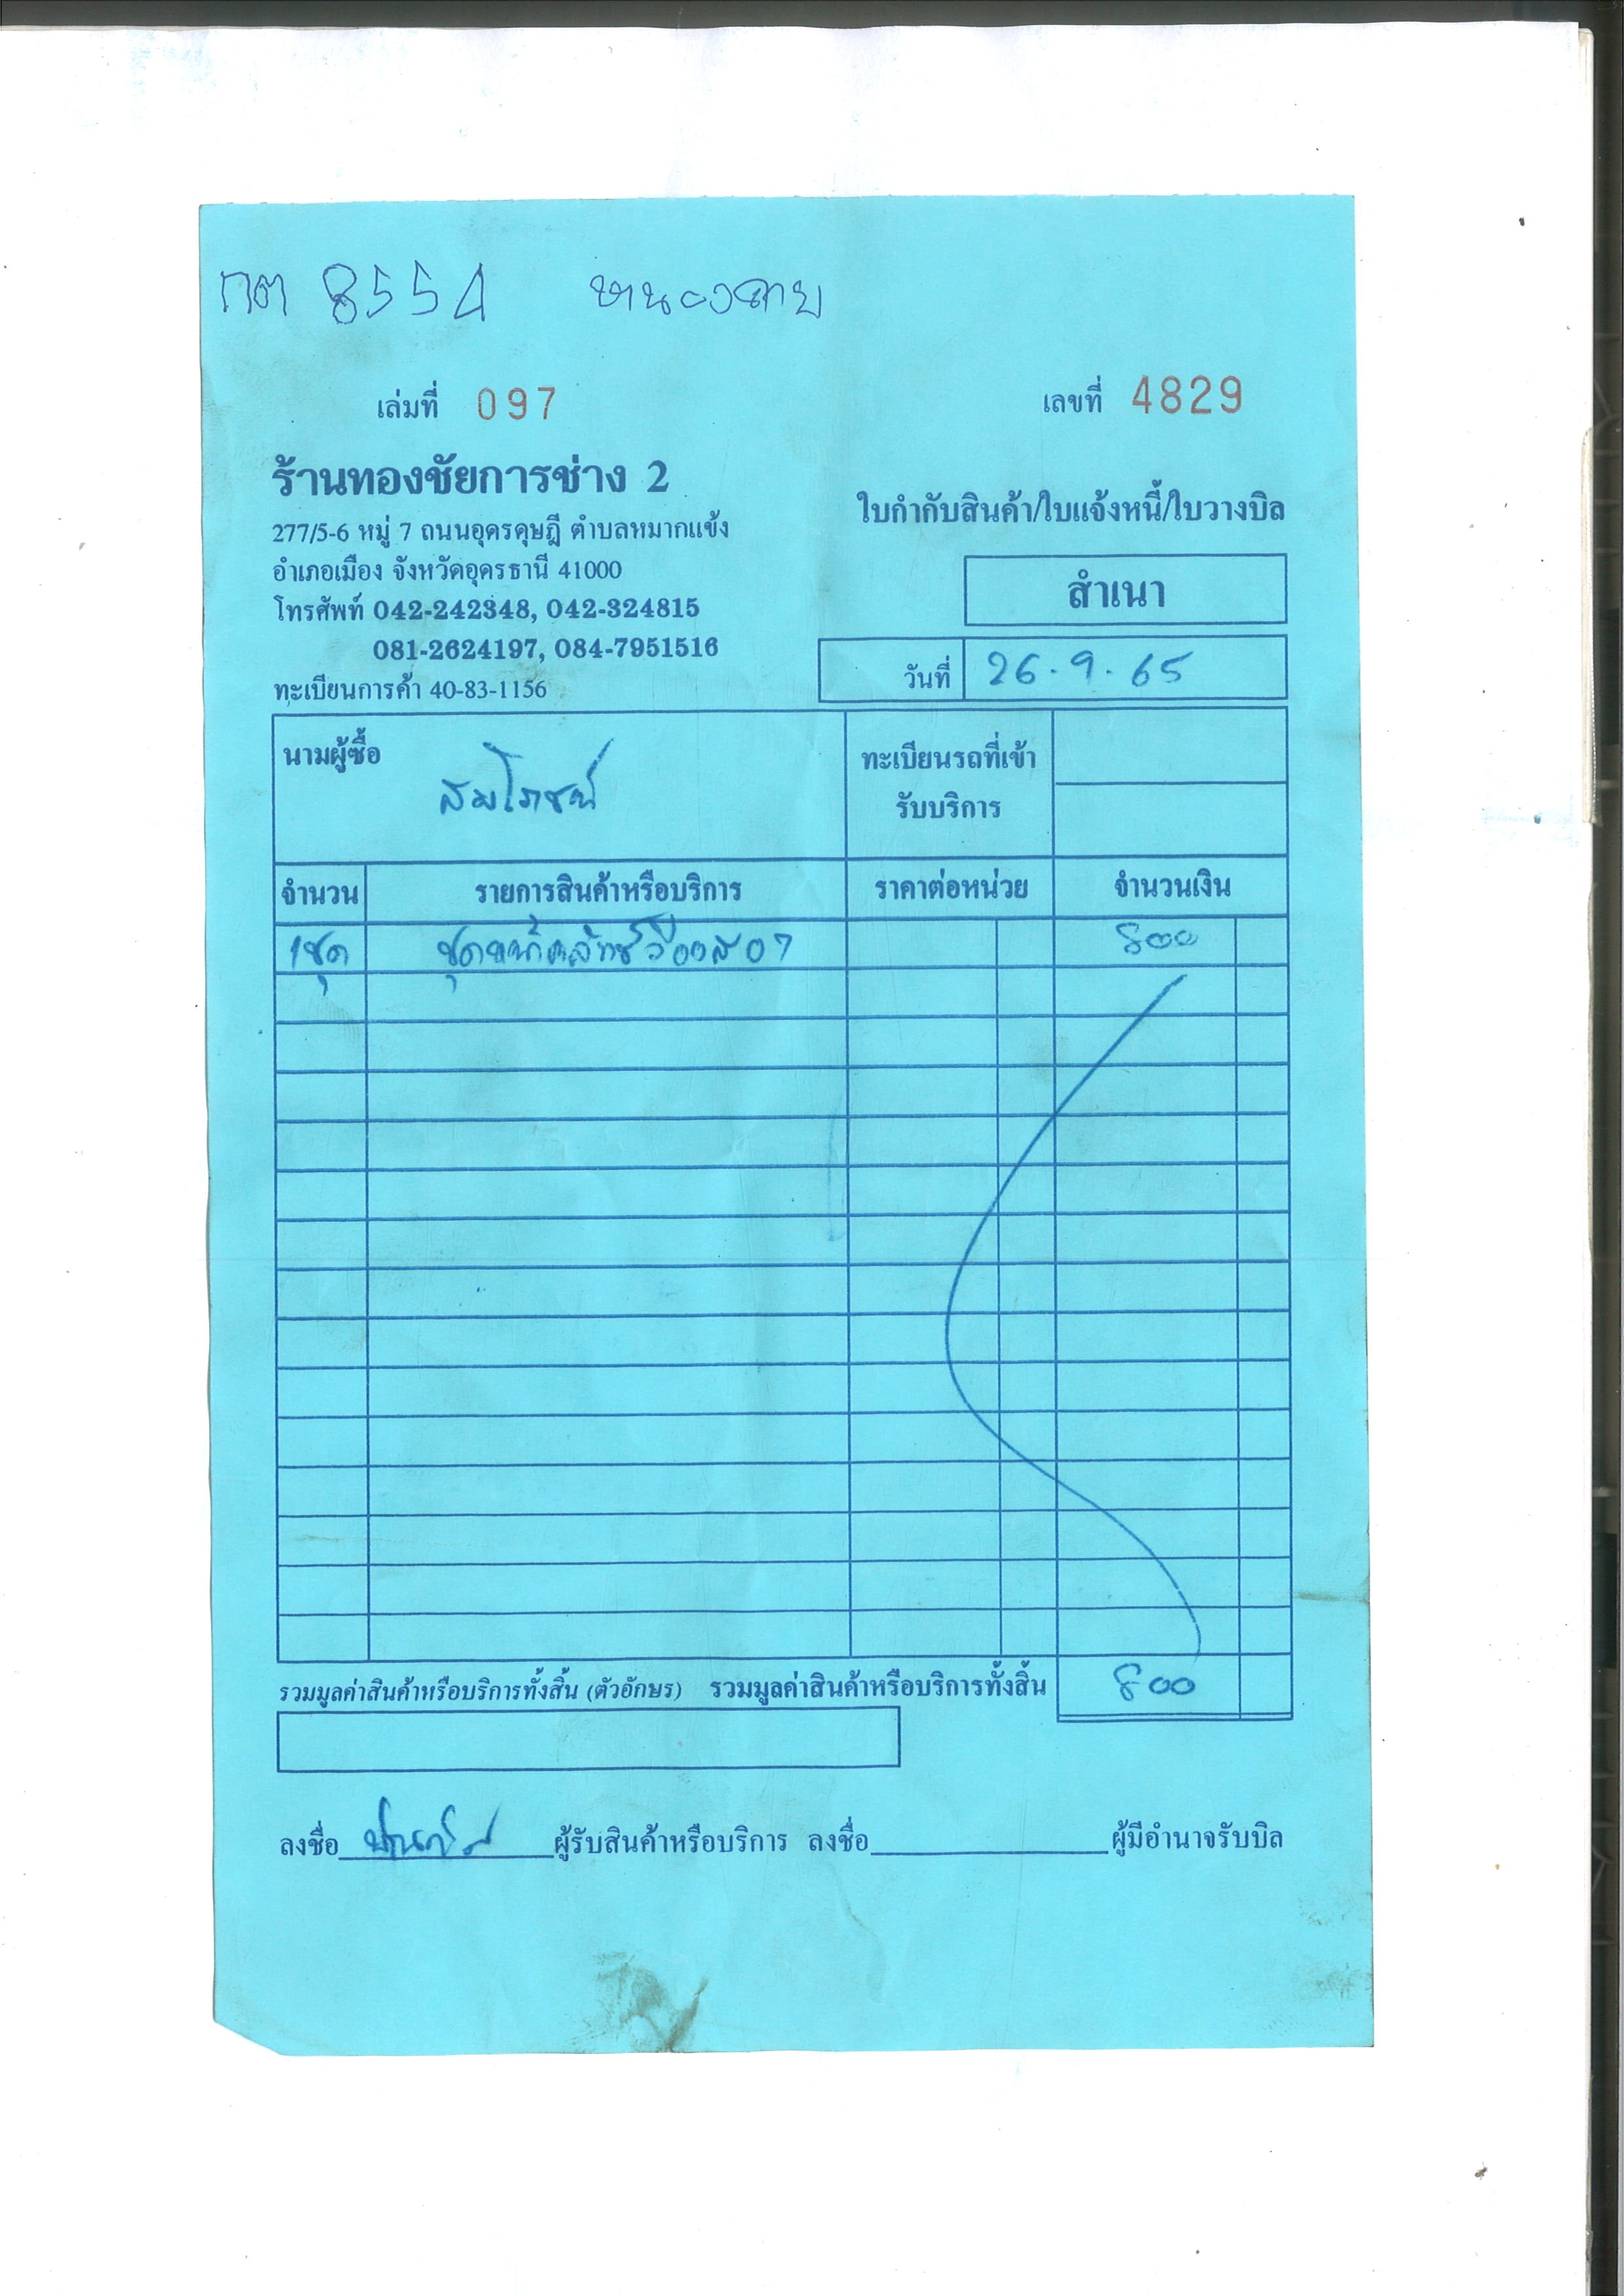 กต 8554 หนองคาย
เล่มที่ 097
เลขที่ 4829
ร้านทองชัยการช่าง 2
277/5-6 หมู่ 7 ถนนอุดรดุษฎี ตำบลหมากแข้ง
อำเภอเมือง จังหวัดอุดรธานี 41000
โทรศัพท์ 042-242348, 042-324815
081-2624197, 084-7951516
ทะเบียนการค้า 40-83-1156
ใบกำกับสินค้า/ใบแจ้งหนี้/ใบวางบิล
สำเนา
วันที่ 26.9.65
นามผู้ซื้อ
สมโภชน์
ทะเบียนรถที่เข้า
รับบริการ
จำนวน รายการสินค้าหรือบริการ ราคาต่อหน่วย จำนวนเงิน
1ชุด ชุดแม่ปั๊มคลัทช์วีออส 07 800
รวมมูลค่าสินค้าหรือบริการทั้งสิ้น (ตัวอักษร) รวมมูลค่าสินค้าหรือบริการทั้งสิ้น 800
ลงชื่อ ผู้รับสินค้าหรือบริการ ลงชื่อ ผู้มีอำนาจรับบิล